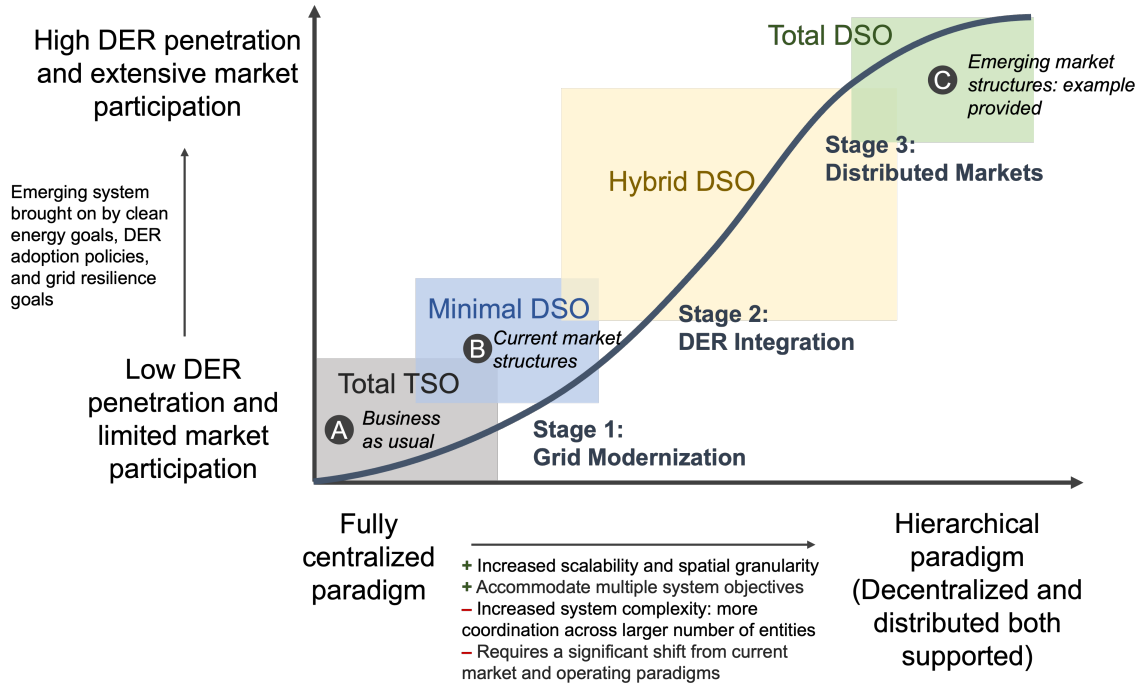 High DER penetration
and extensive market
participation
Emerging system
brought on by clean
energy goals, DER
adoption policies,
and grid resilience
goals
Low DER
penetration and
limited market
participation
Total DSO
C
Emerging market
structures: example
provided
Stage 3:
Distributed Markets
Hybrid DSO
Stage 2:
DER Integration
Minimal DSO
B
Current market
structures
Total TSO
A
Business
as usual
Stage 1:
Grid Modernization
Fully
centralized
paradigm
+ Increased scalability and spatial granularity
+ Accommodate multiple system objectives
– Increased system complexity: more
coordination across larger number of entities
– Requires a significant shift from current
market and operating paradigms
Hierarchical
paradigm
(Decentralized and
distributed both
supported)